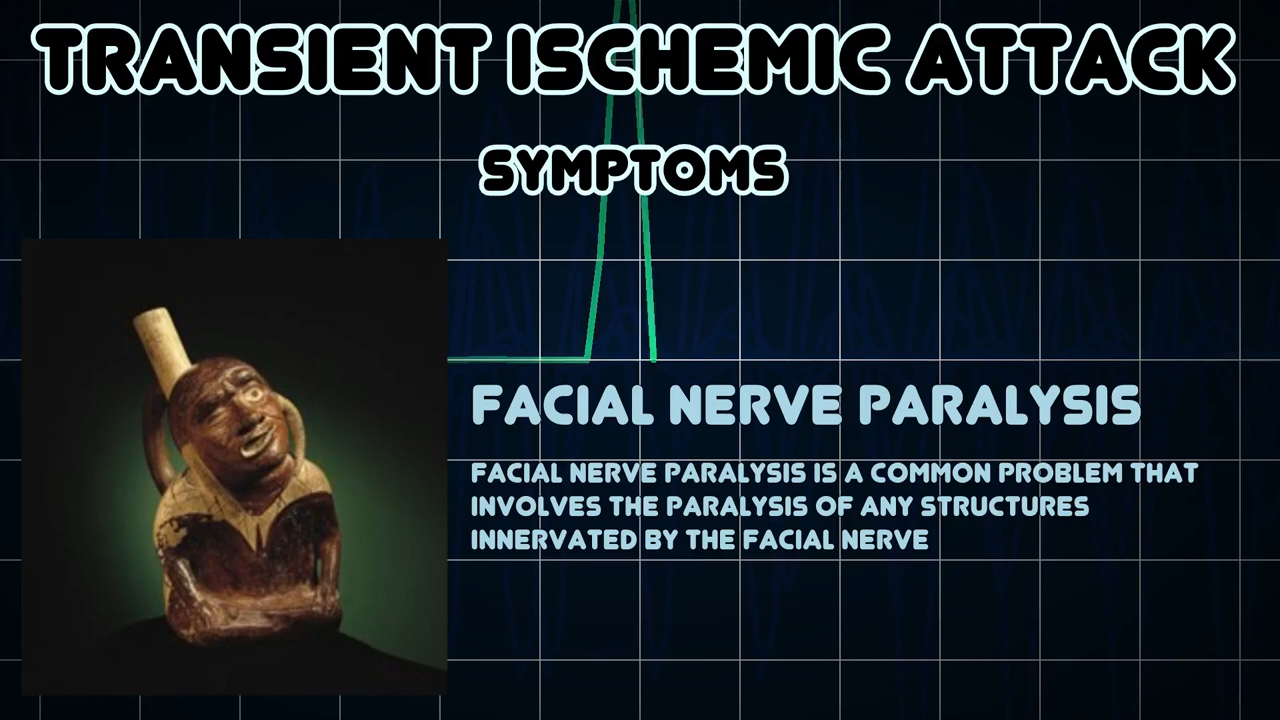 TRANSIENT ISCHEMIC ATTACK
SYMPTOMS
FACIAL NERVE PARALYSIS
FACIAL NERVE PARALYSIS IS A COMMON PROBLEM THAT
INVOLVES THE PARALYSIS OF ANY STRUCTURES
INNERVATED BY THE FACIAL NERVE